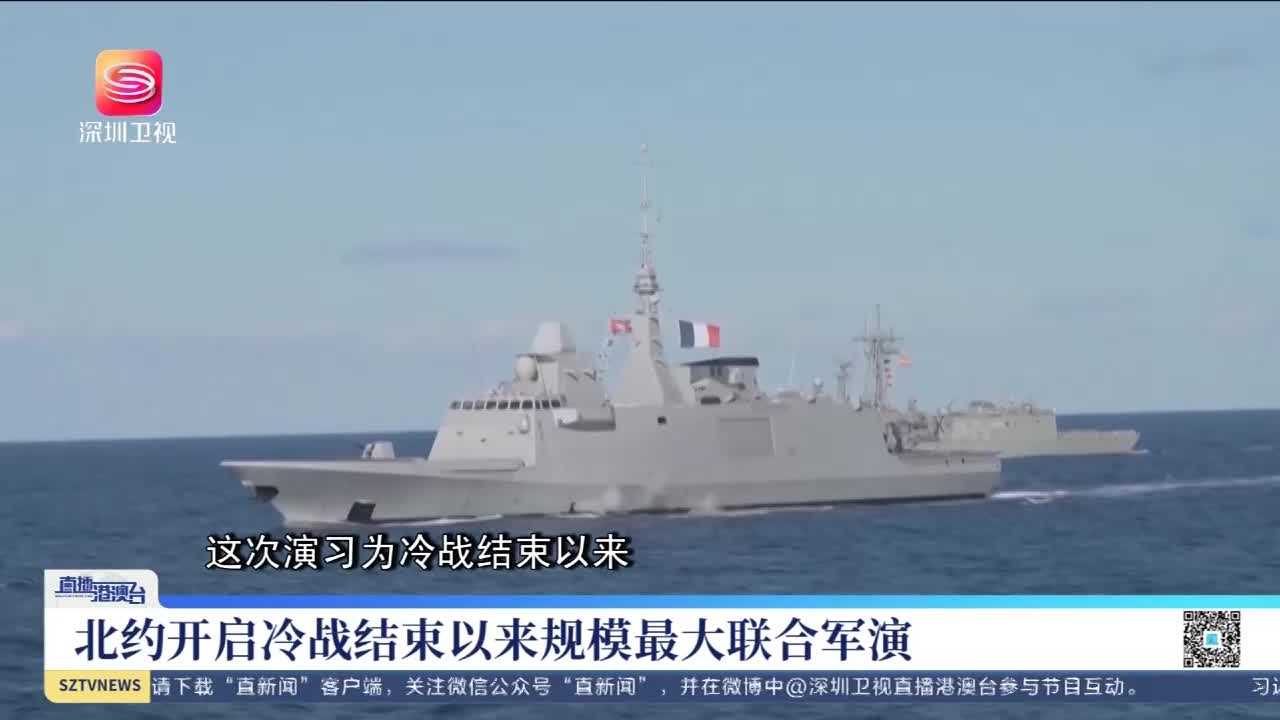 深圳卫视
这次演习为冷战结束以来
直播港澳台
北约开启冷战结束以来规模最大联合军演
SZTVNEWS
请下载“直新闻”客户端，关注微信公众号“直新闻”，并在微博中@深圳卫视直播港澳台参与节目互动。 习